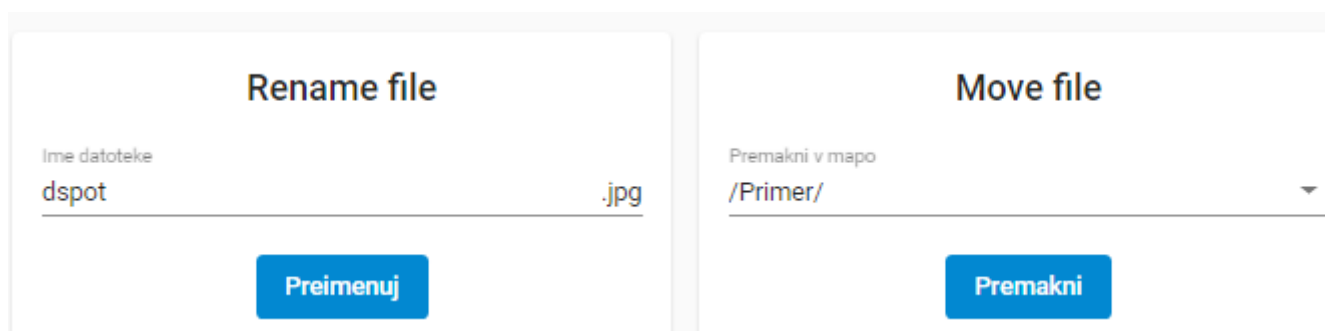 Rename file
Ime datoteke
dspot .jpg
Preimenuj
Move file
Premakni v mapo
/Primer/
Premakni